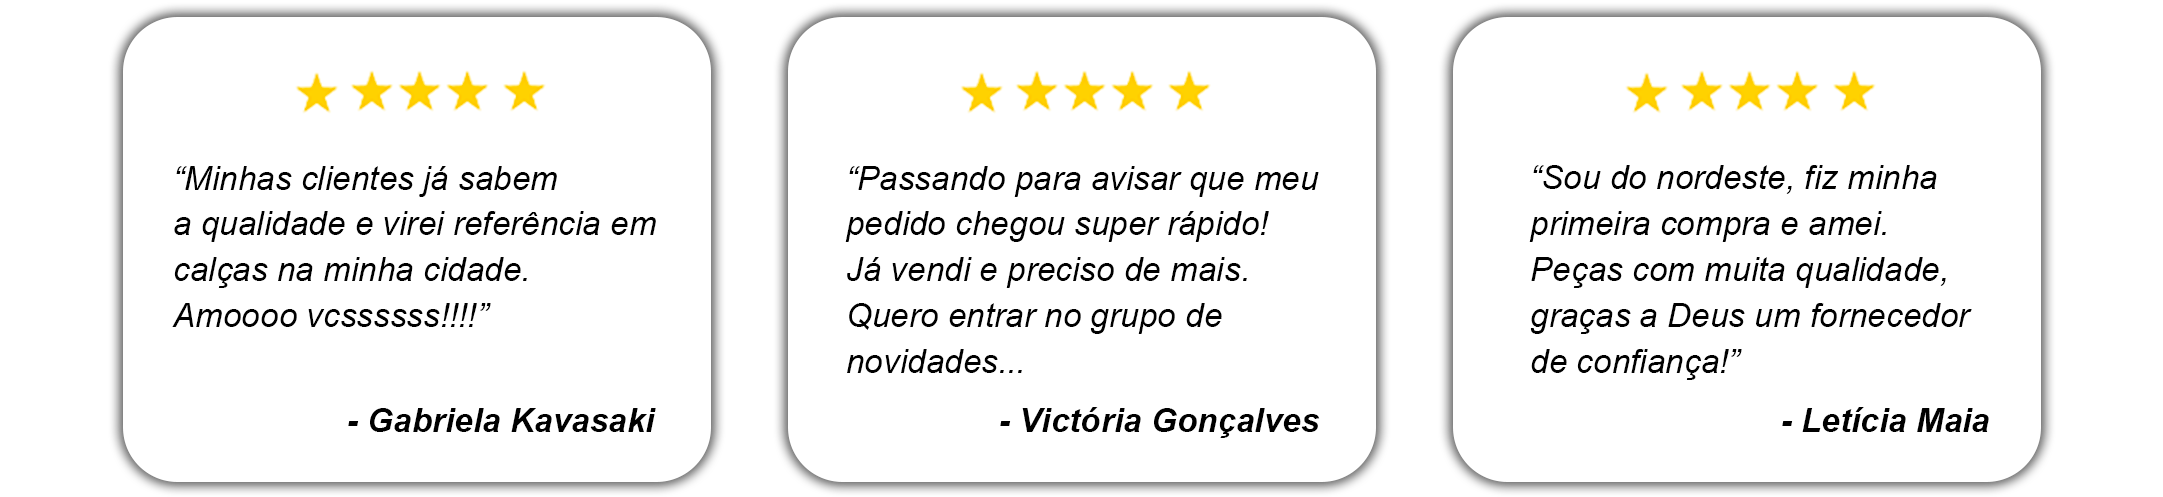 “Minhas clientes já sabem
a qualidade e virei referência em
calças na minha cidade.
Amoooo vcssssss!!!!”
- Gabriela Kavasaki
“Passando para avisar que meu
pedido chegou super rápido!
Já vendi e preciso de mais.
Quero entrar no grupo de
novidades...
- Victória Gonçalves
“Sou do nordeste, fiz minha
primeira compra e amei.
Peças com muita qualidade,
graças a Deus um fornecedor
de confiança!”
- Letícia Maia